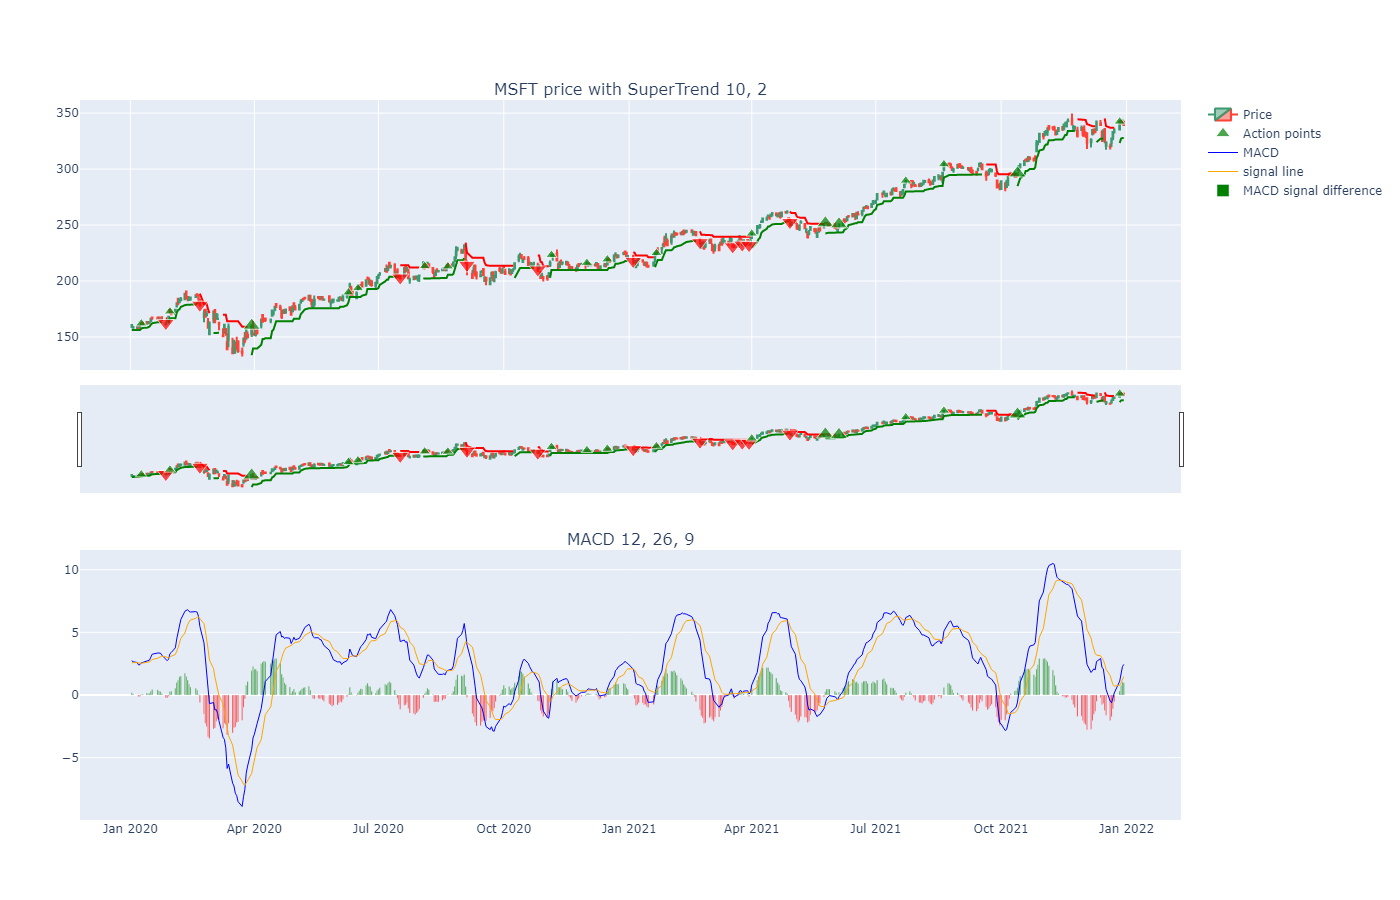 MSFT price with SuperTrend 10, 2
350
300
250
200
150
Price
Action points
MACD
signal line
MACD signal difference
MACD 12, 26, 9
10
5
0
−5
Jan 2020 Apr 2020 Jul 2020 Oct 2020 Jan 2021 Apr 2021 Jul 2021 Oct 2021 Jan 2022